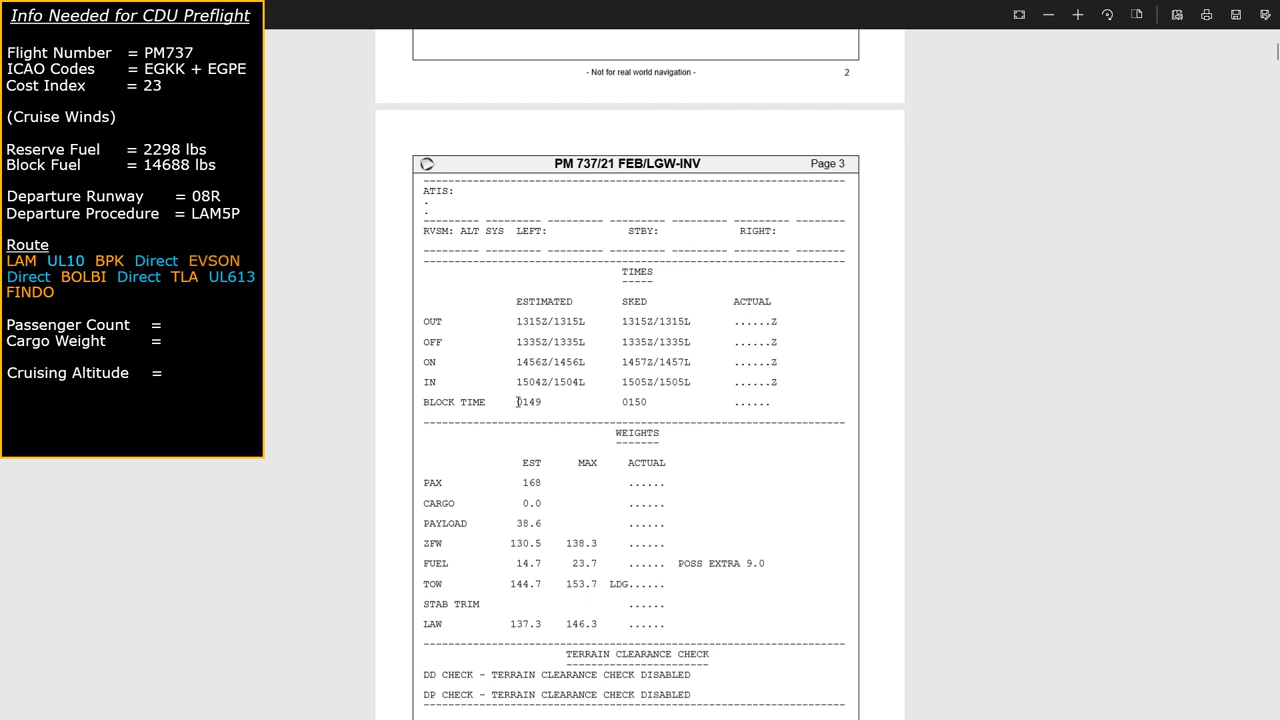 Info Needed for CDU Preflight
Flight Number = PM737
ICAO Codes = EGKK + EGPE
Cost Index = 23
(Cruise Winds)
Reserve Fuel = 2298 lbs
Block Fuel = 14688 lbs
Departure Runway = 08R
Departure Procedure = LAM5P
Route
LAM UL10 BPK Direct EVSON
Direct BOLBI Direct TLA UL613
FINDO
Passenger Count =
Cargo Weight =
Cruising Altitude =
- Not for real world navigation - 2
PM 737/21 FEB/LGW-INV Page 3
ATIS:
.
.
RVSM: ALT SYS LEFT: STBY: RIGHT:
TIMES
ESTIMATED SKED ACTUAL
OUT 1315Z/1315L 1315Z/1315L ......Z
OFF 1335Z/1335L 1335Z/1335L ......Z
ON 1456Z/1456L 1457Z/1457L ......Z
IN 1504Z/1504L 1505Z/1505L ......Z
BLOCK TIME 0149 0150 ......
WEIGHTS
EST MAX ACTUAL
PAX 168 ......
CARGO 0.0 ......
PAYLOAD 38.6 ......
ZFW 130.5 138.3 ......
FUEL 14.7 23.7 ...... POSS EXTRA 9.0
TOW 144.7 153.7 LDG......
STAB TRIM ......
LAW 137.3 146.3 ......
TERRAIN CLEARANCE CHECK
DD CHECK - TERRAIN CLEARANCE CHECK DISABLED
DP CHECK - TERRAIN CLEARANCE CHECK DISABLED